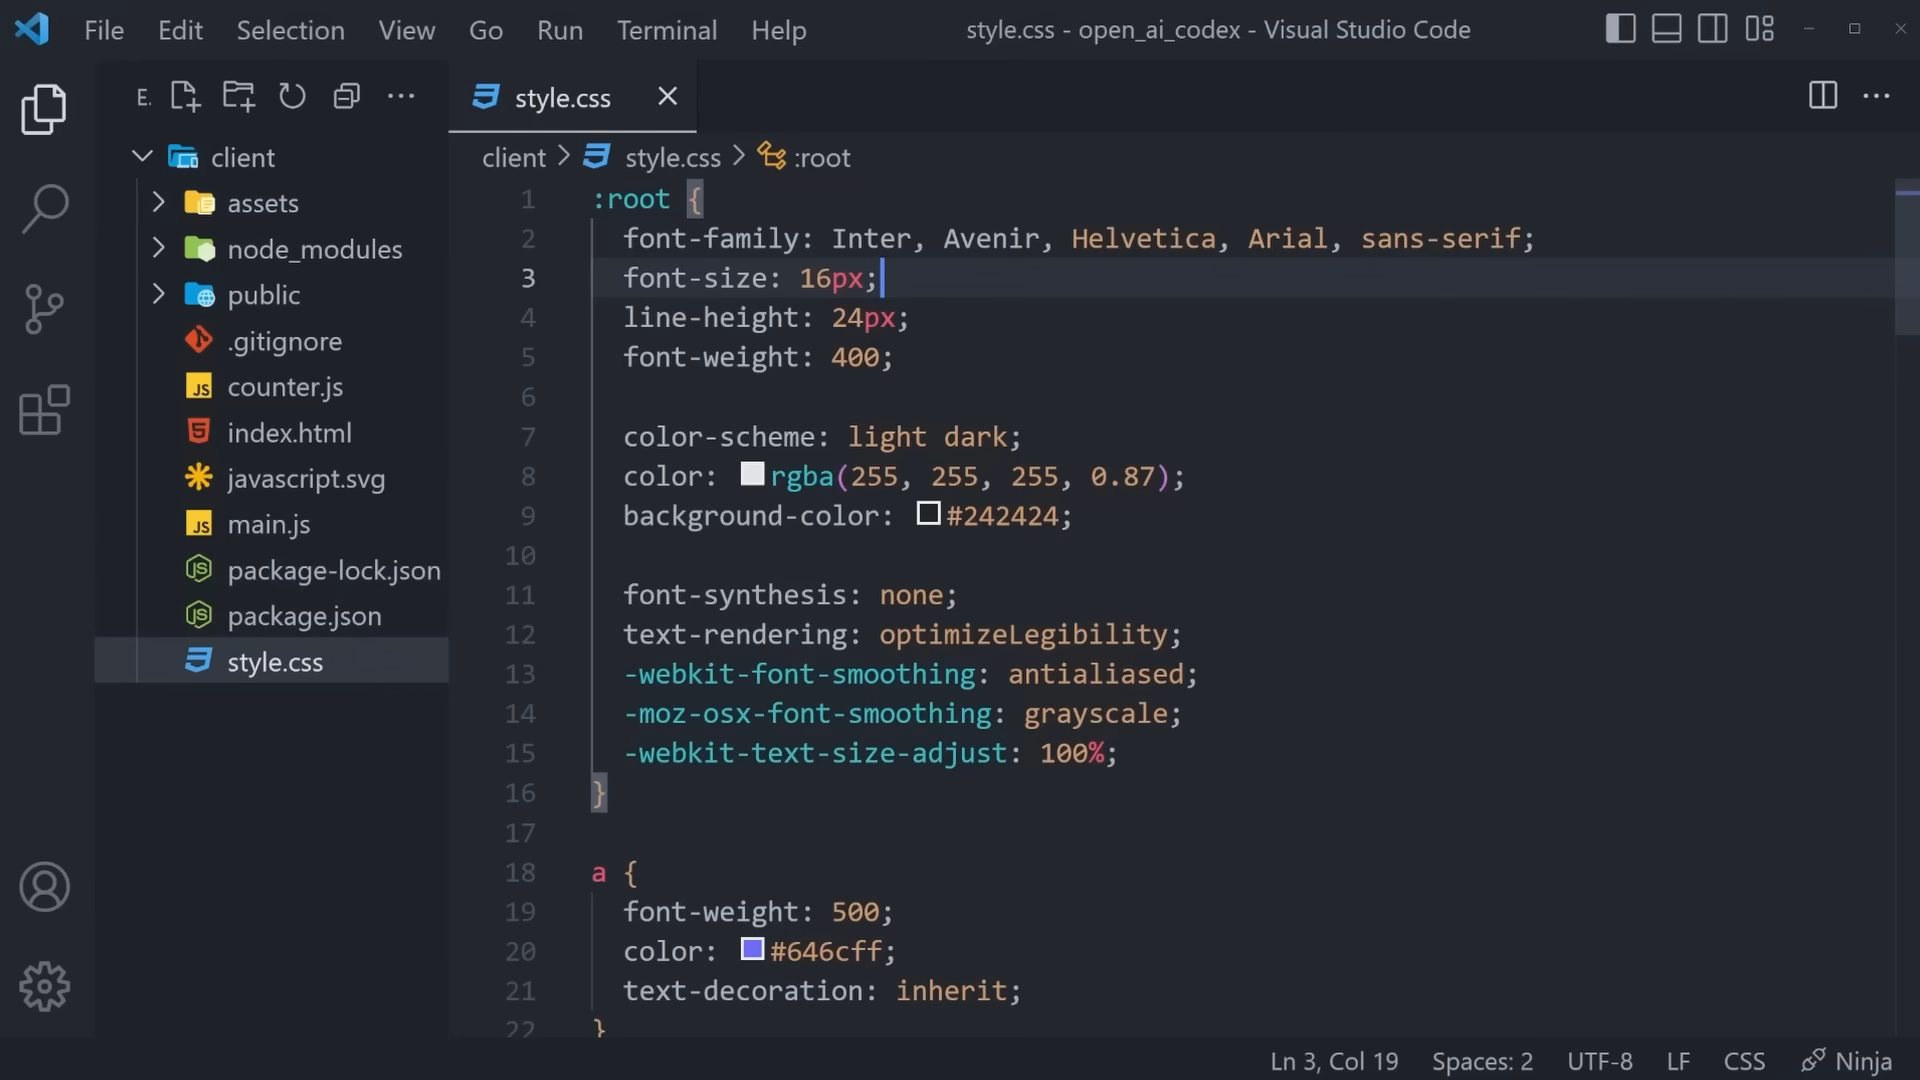 File Edit Selection View Go Run Terminal Help style.css - open_ai_codex - Visual Studio Code
E.
client
assets
node_modules
public
.gitignore
counter.js
index.html
javascript.svg
main.js
package-lock.json
package.json
style.css
style.css
client > style.css > :root
1 :root {
2 font-family: Inter, Avenir, Helvetica, Arial, sans-serif;
3 font-size: 16px;
4 line-height: 24px;
5 font-weight: 400;
6
7 color-scheme: light dark;
8 color: rgba(255, 255, 255, 0.87);
9 background-color: #242424;
10
11 font-synthesis: none;
12 text-rendering: optimizeLegibility;
13 -webkit-font-smoothing: antialiased;
14 -moz-osx-font-smoothing: grayscale;
15 -webkit-text-size-adjust: 100%;
16 }
17
18 a {
19 font-weight: 500;
20 color: #646cff;
21 text-decoration: inherit;
22 }
Ln 3, Col 19 Spaces: 2 UTF-8 LF CSS Ninja